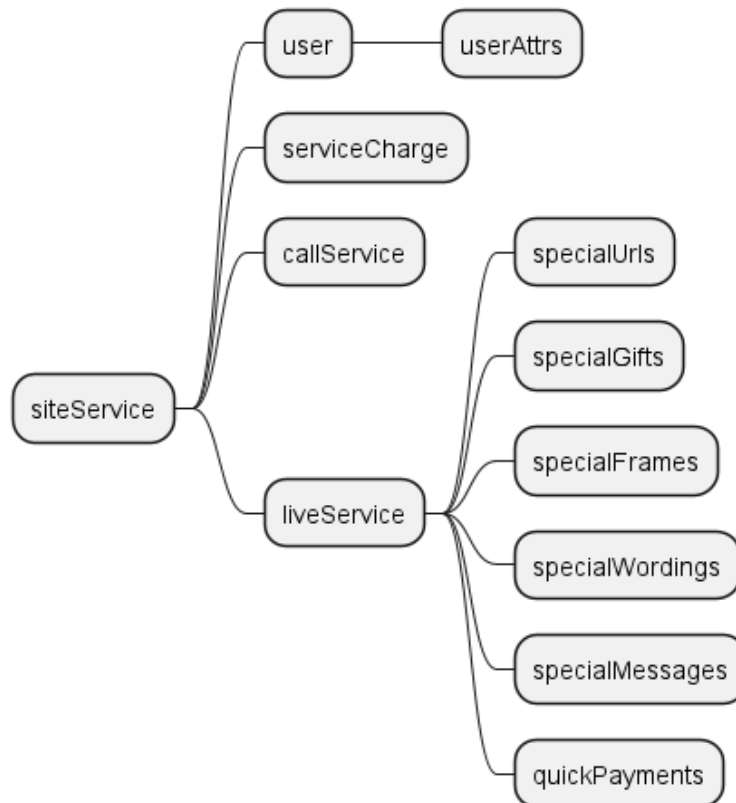 user
userAttrs
serviceCharge
callService
specialUrls
specialGifts
siteService
specialFrames
liveService
specialWordings
specialMessages
quickPayments